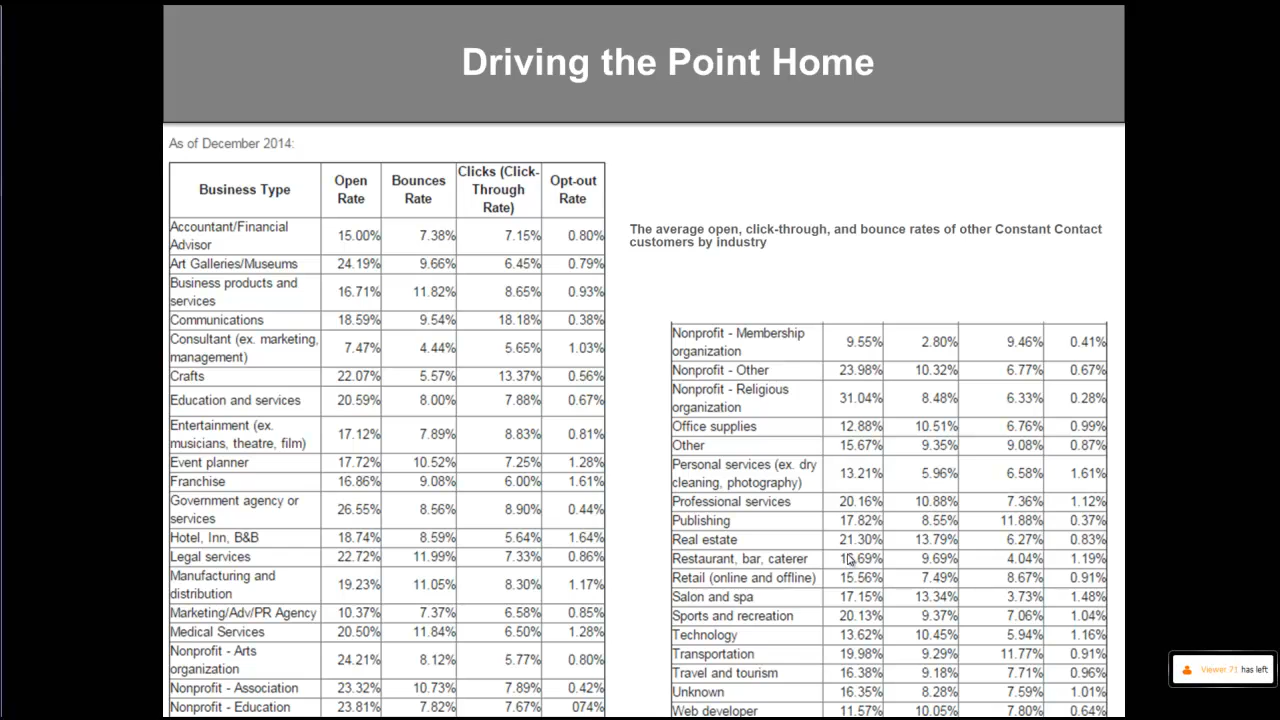 Driving the Point Home
As of December 2014:
Business Type
Open Rate
Bounces Rate
Clicks (Click-Through Rate)
Opt-out Rate
Accountant/Financial Advisor 15.00% 7.38% 7.15% 0.80%
Art Galleries/Museums 24.19% 9.66% 6.45% 0.79%
Business products and services 16.71% 11.82% 8.65% 0.93%
Communications 18.59% 9.54% 18.18% 0.38%
Consultant (ex. marketing, management) 7.47% 4.44% 5.65% 1.03%
Crafts 22.07% 5.57% 13.37% 0.56%
Education and services 20.59% 8.00% 7.88% 0.67%
Entertainment (ex. musicians, theatre, film) 17.12% 7.89% 8.83% 0.81%
Event planner 17.72% 10.52% 7.25% 1.28%
Franchise 16.86% 9.08% 6.00% 1.61%
Government agency or services 26.55% 8.56% 8.90% 0.44%
Hotel, Inn, B&B 18.74% 8.59% 5.64% 1.64%
Legal services 22.72% 11.99% 7.33% 0.86%
Manufacturing and distribution 19.23% 11.05% 8.30% 1.17%
Marketing/Adv/PR Agency 10.37% 7.37% 6.58% 0.85%
Medical Services 20.50% 11.84% 6.50% 1.28%
Nonprofit - Arts organization 24.21% 8.12% 5.77% 0.80%
Nonprofit - Association 23.32% 10.73% 7.89% 0.42%
Nonprofit - Education 23.81% 7.82% 7.67% 074%
The average open, click-through, and bounce rates of other Constant Contact
customers by industry
Nonprofit - Membership organization 9.55% 2.80% 9.46% 0.41%
Nonprofit - Other 23.98% 10.32% 6.77% 0.67%
Nonprofit - Religious organization 31.04% 8.48% 6.33% 0.28%
Office supplies 12.88% 10.51% 6.76% 0.99%
Other 15.67% 9.35% 9.08% 0.87%
Personal services (ex. dry cleaning, photography) 13.21% 5.96% 6.58% 1.61%
Professional services 20.16% 10.88% 7.36% 1.12%
Publishing 17.82% 8.55% 11.88% 0.37%
Real estate 21.30% 13.79% 6.27% 0.83%
Restaurant, bar, caterer 9.69% 4.04% 1.19%
Retail (online and offline) 15.56% 7.49% 8.67% 0.91%
Salon and spa 17.15% 13.34% 3.73% 1.48%
Sports and recreation 20.13% 9.37% 7.06% 1.04%
Technology 13.62% 10.45% 5.94% 1.16%
Transportation 19.98% 9.29% 11.77% 0.91%
Travel and tourism 16.38% 9.18% 7.71% 0.96%
Unknown 16.35% 8.28% 7.59% 1.01%
Web developer 11.57% 10.05% 7.80% 0.64%
Viewer 71 has left